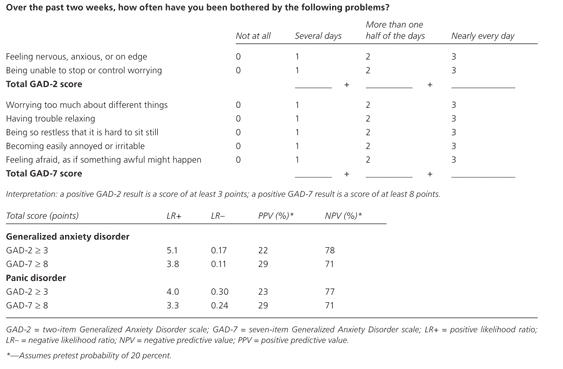 Over the past two weeks, how often have you been bothered by the following problems?
Not at all Several days More than one half of the days Nearly every day
Feeling nervous, anxious, or on edge 0 1 2 3
Being unable to stop or control worrying 0 1 2 3
Total GAD-2 score + +
Worrying too much about different things 0 1 2 3
Having trouble relaxing 0 1 2 3
Being so restless that it is hard to sit still 0 1 2 3
Becoming easily annoyed or irritable 0 1 2 3
Feeling afraid, as if something awful might happen 0 1 2 3
Total GAD-7 score + +
Interpretation: a positive GAD-2 result is a score of at least 3 points; a positive GAD-7 result is a score of at least 8 points.
Total score (points) LR+ LR– PPV (%)* NPV (%)*
Generalized anxiety disorder
GAD-2 ≥ 3 5.1 0.17 22 78
GAD-7 ≥ 8 3.8 0.11 29 71
Panic disorder
GAD-2 ≥ 3 4.0 0.30 23 77
GAD-7 ≥ 8 3.3 0.24 29 71
GAD-2 = two-item Generalized Anxiety Disorder scale; GAD-7 = seven-item Generalized Anxiety Disorder scale; LR+ = positive likelihood ratio;
LR– = negative likelihood ratio; NPV = negative predictive value; PPV = positive predictive value.
*—Assumes pretest probability of 20 percent.